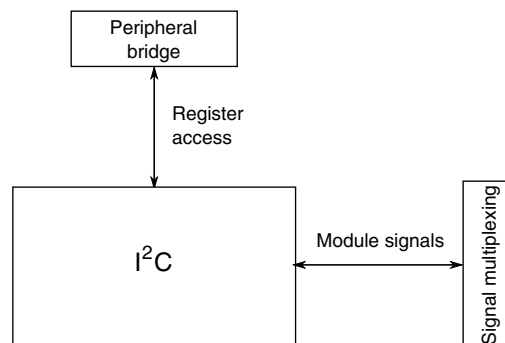 Peripheral
bridge
Register
access
I²C
Module signals
Signal multiplexing